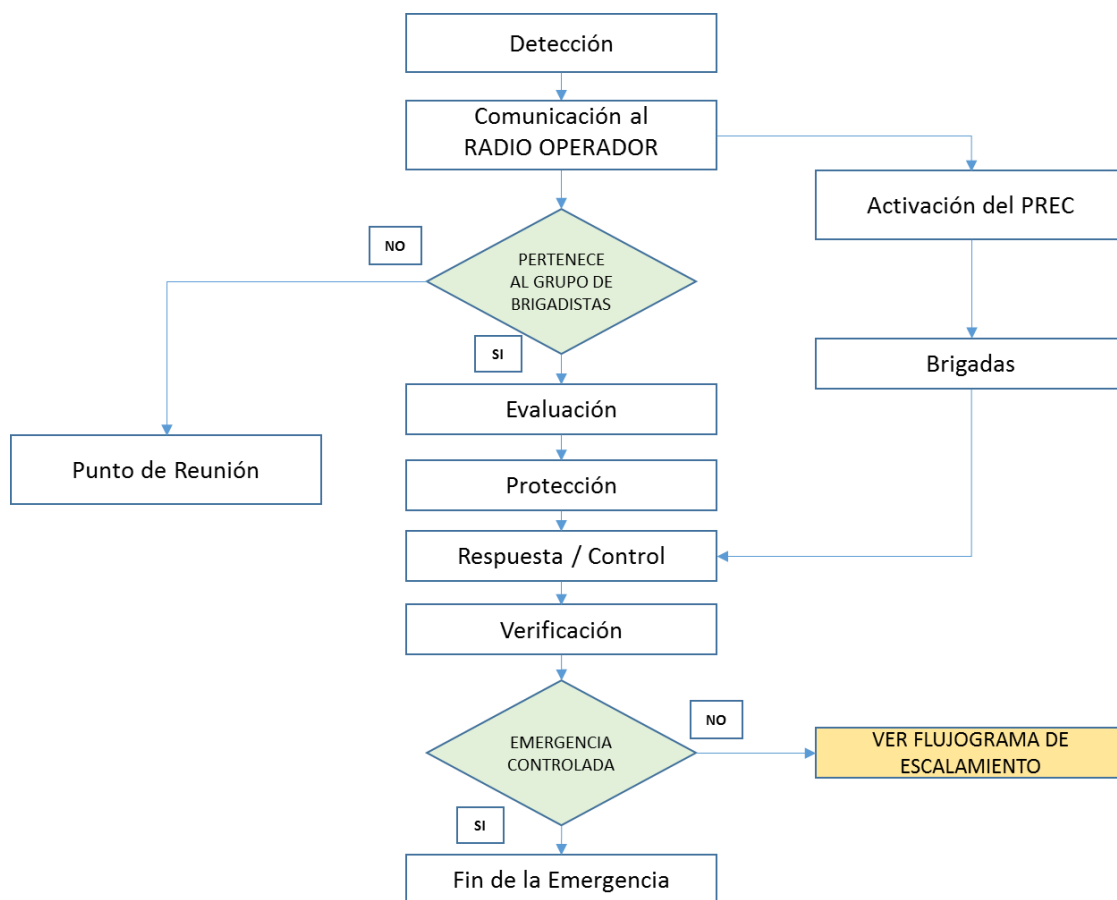 Detección
Comunicación al
RADIO OPERADOR
Activación del PREC
NO
PERTENECE
AL GRUPO DE
BRIGADISTAS
SI
Brigadas
Evaluación
Punto de Reunión
Protección
Respuesta / Control
Verificación
NO
EMERGENCIA
CONTROLADA
VER FLUJOGRAMA DE
ESCALAMIENTO
SI
Fin de la Emergencia